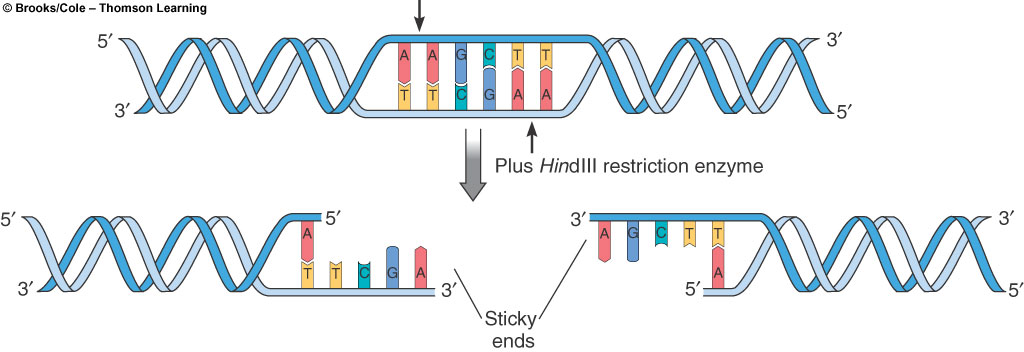 © Brooks/Cole – Thomson Learning
5′ 3′
A A G C T T
T T C G A A
3′ 5′
Plus HindIII restriction enzyme
5′ 5′ 3′ 3′
A A G C T T
T T C G A A
3′ 3′ 5′ 5′
Sticky
ends